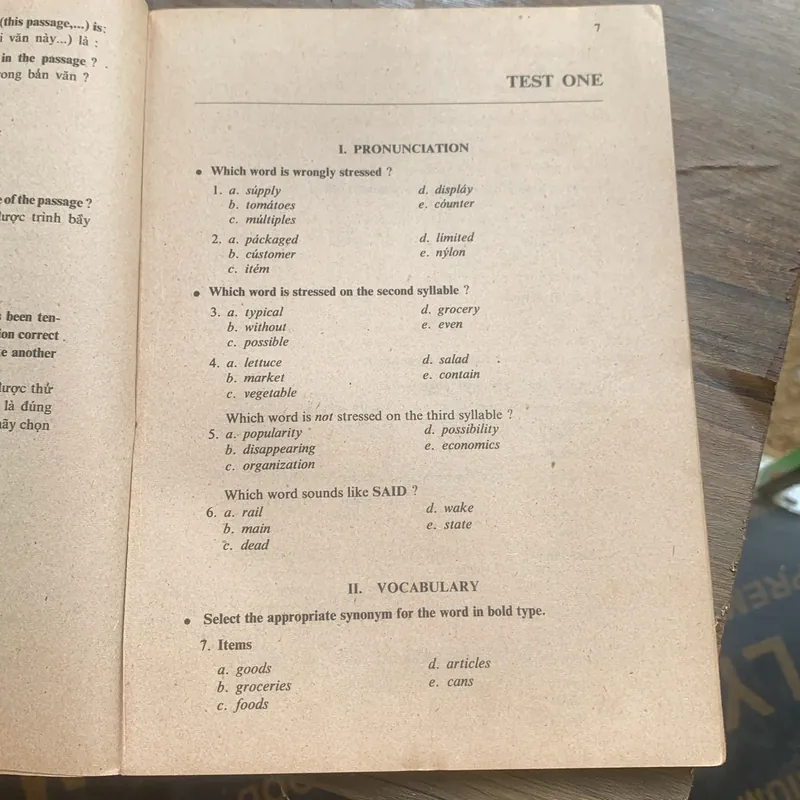 (this passage,...) is:
i văn này...) là :
in the passage ?
rong bản văn ?
e of the passage ?
lược trình bầy
s been ten-
ion correct
e another
lược thử
là đúng
nãy chọn
7
TEST ONE
I. PRONUNCIATION
• Which word is wrongly stressed ?
1. a. súpply d. displáy
b. tomátoes e. cóunter
c. múltiples
2. a. páckaged d. límited
b. cústomer e. nýlon
c. itém
• Which word is stressed on the second syllable ?
3. a. typical d. grocery
b. without e. even
c. possible
4. a. lettuce d. salad
b. market e. contain
c. vegetable
Which word is not stressed on the third syllable ?
5. a. popularity d. possibility
b. disappearing e. economics
c. organization
Which word sounds like SAID ?
6. a. rail d. wake
b. main e. state
c. dead
II. VOCABULARY
• Select the appropriate synonym for the word in bold type.
7. Items
a. goods d. articles
b. groceries e. cans
c. foods